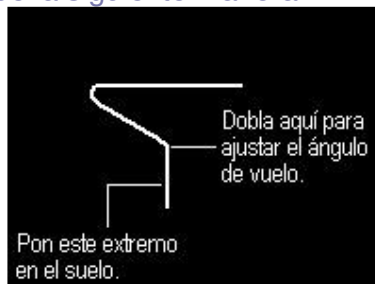 Dobla aquí para
ajustar el ángulo
de vuelo.
Pon este extremo
en el suelo.